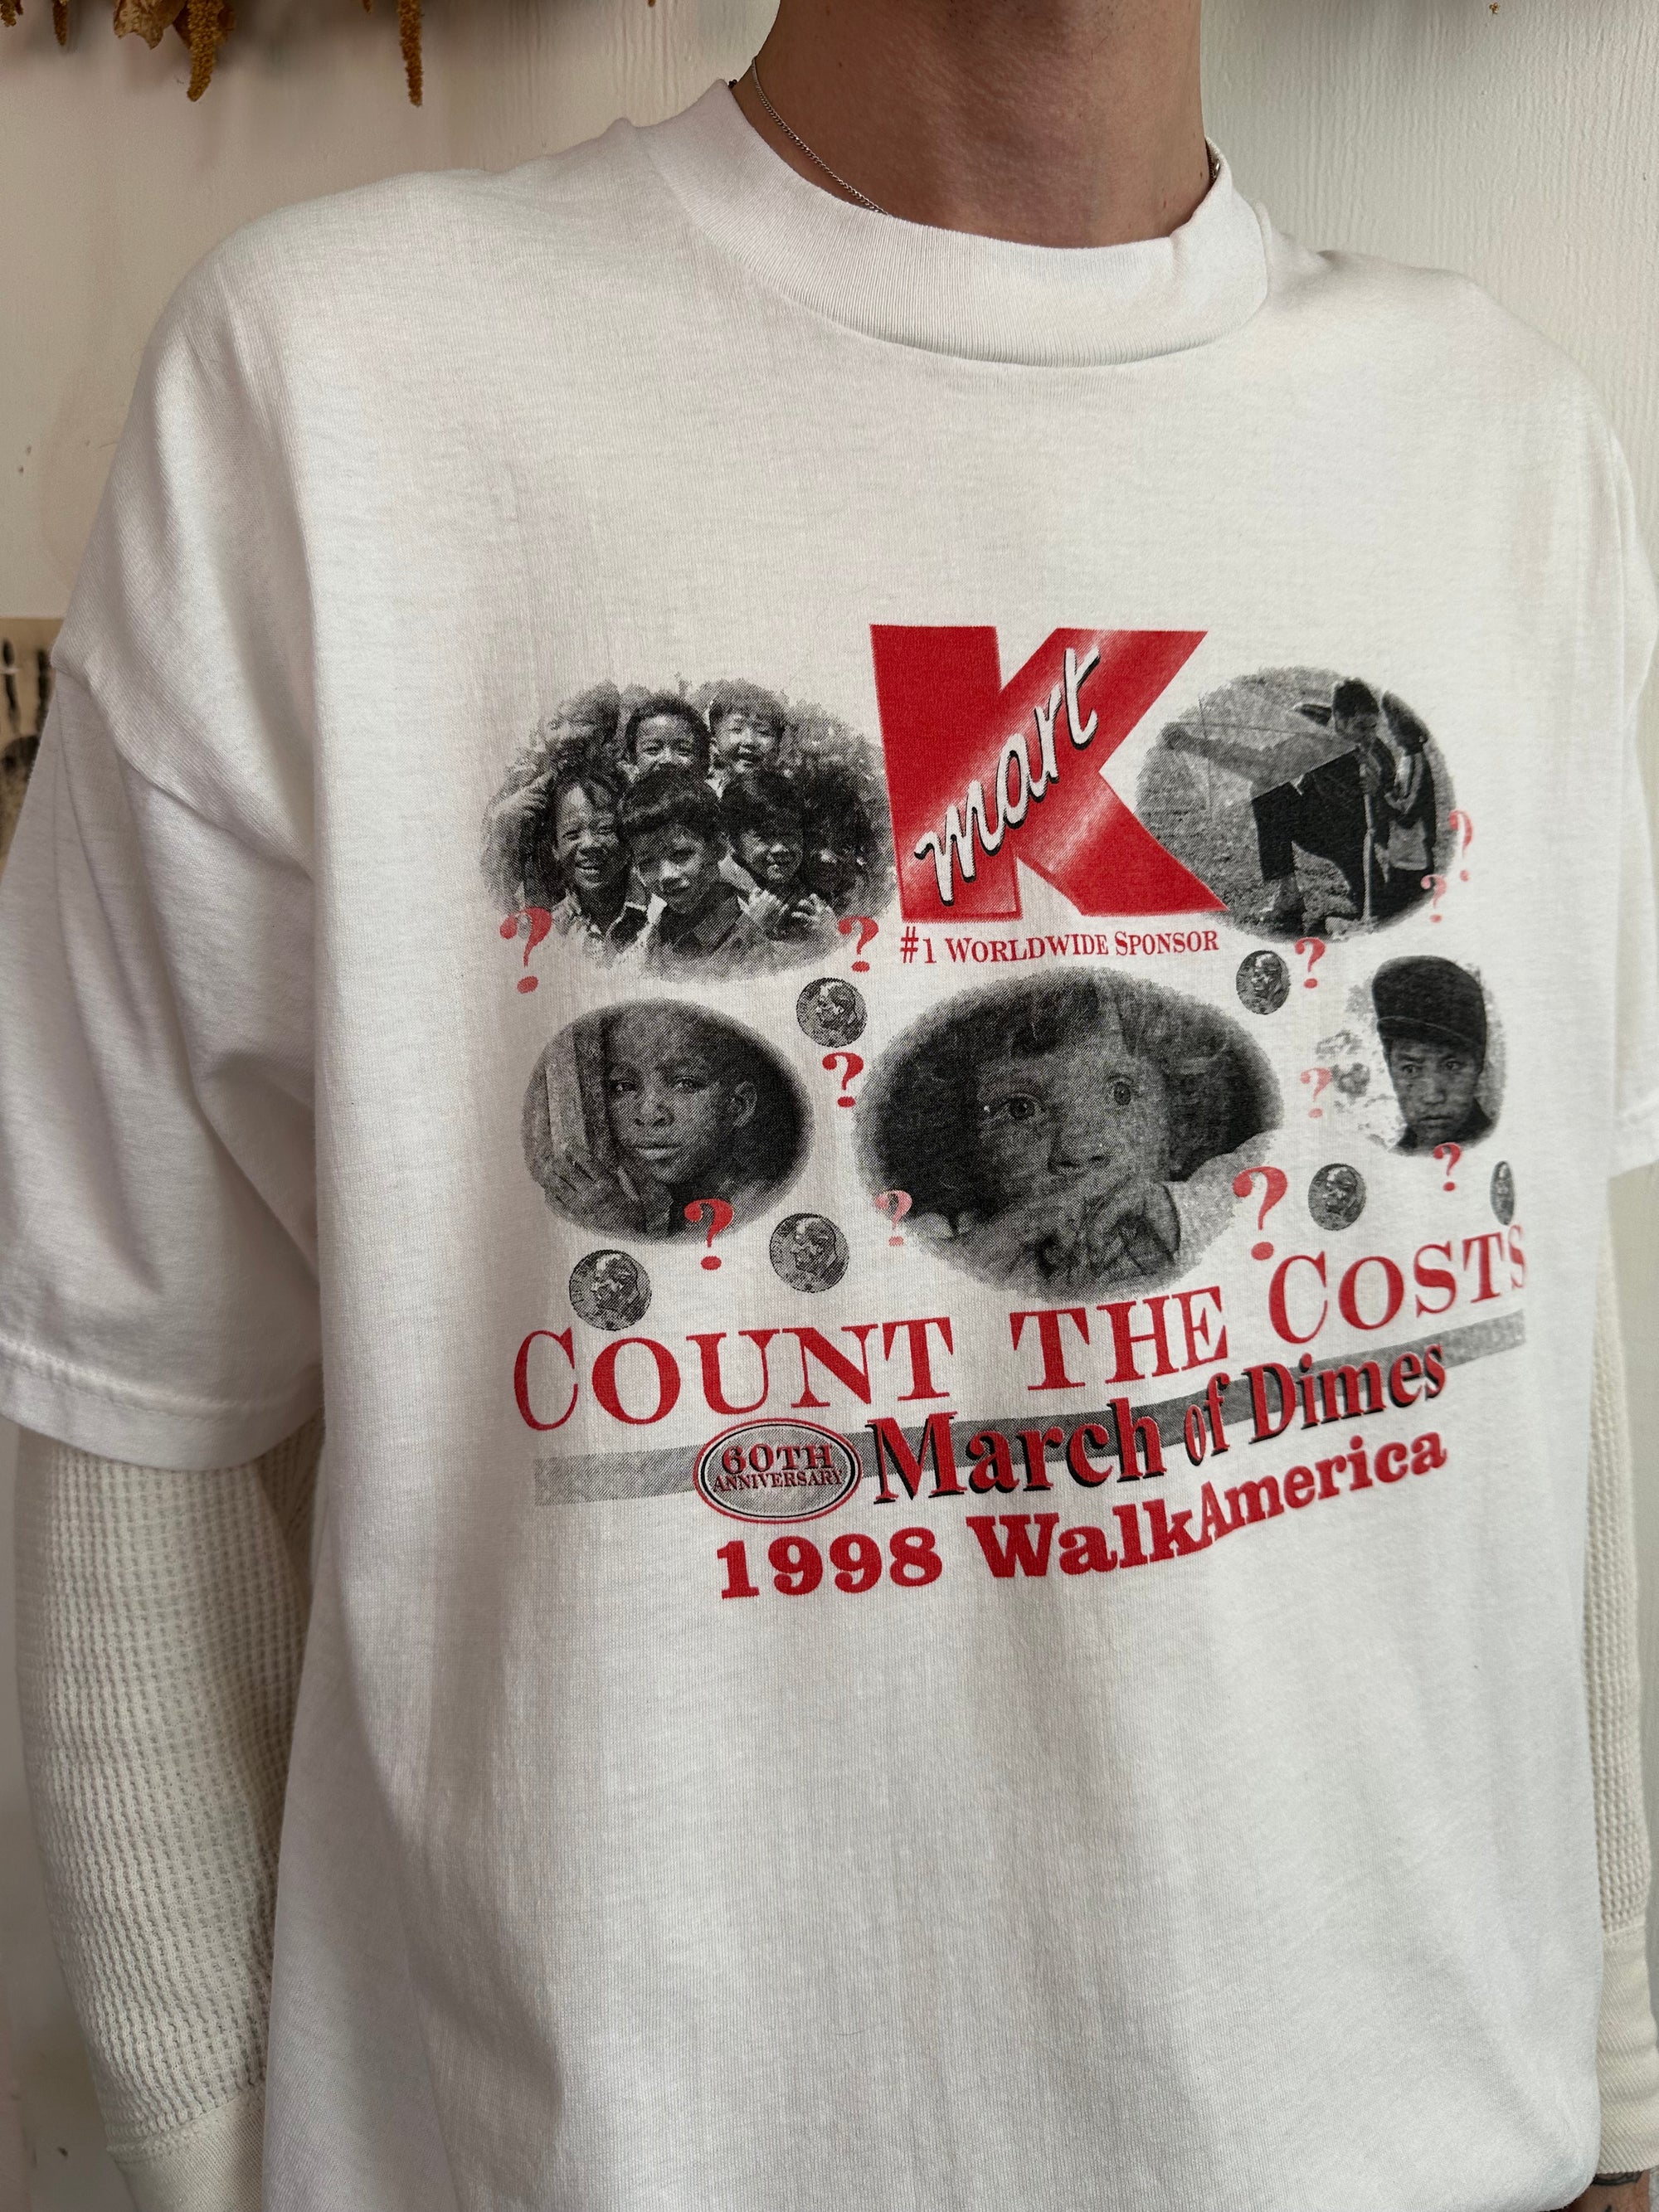 K
mart
#1 WORLDWIDE SPONSOR
?
?
?
?
?
?
?
?
?
?
?
COUNT THE COSTS
60TH
ANNIVERSARY
March of Dimes
1998 WalkAmerica